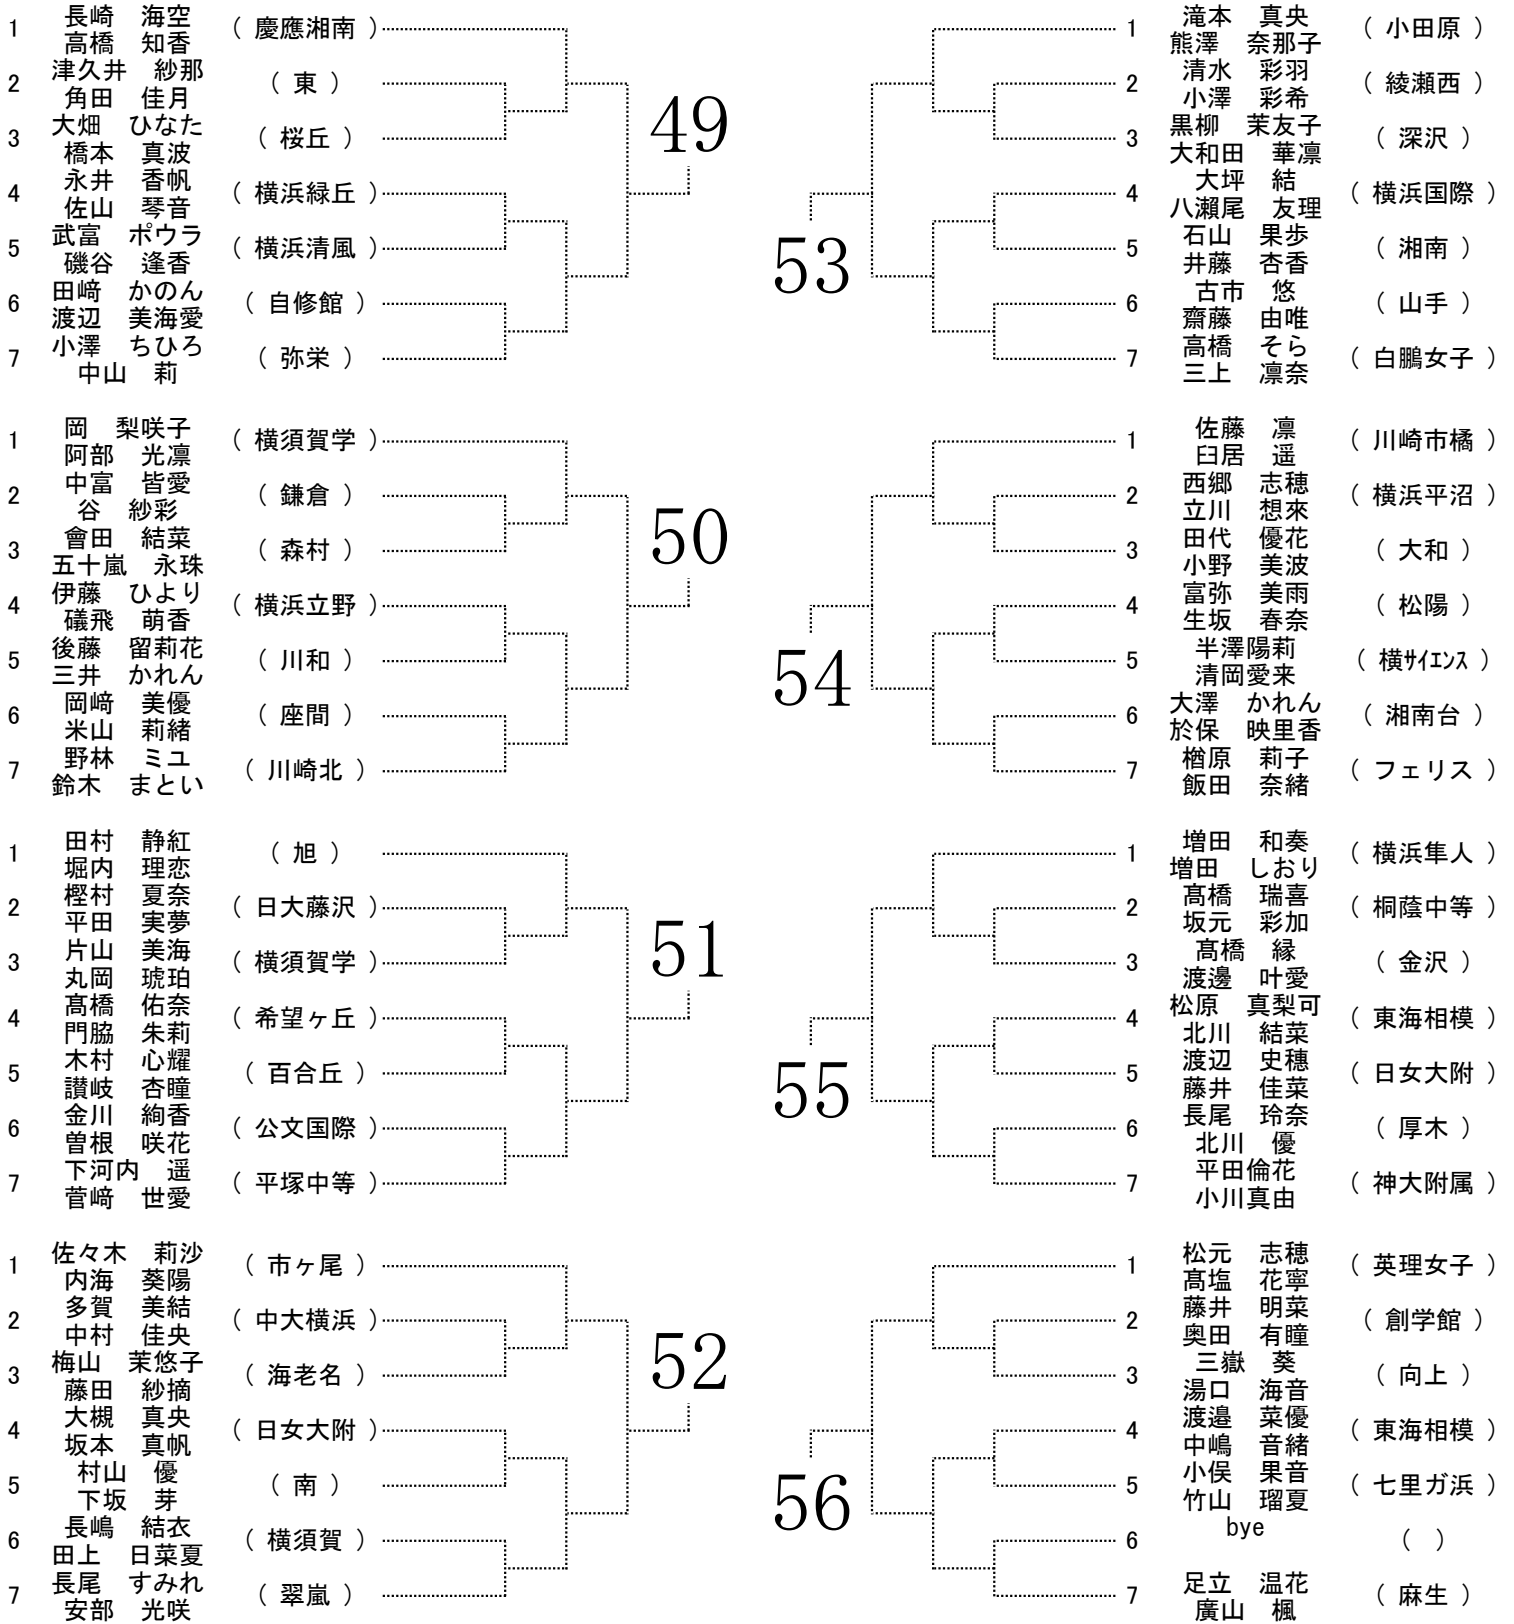 1 長崎 海空 ( 慶應湘南 )
高橋 知香
2 津久井 紗那 ( 東 )
角田 佳月
3 大畑 ひなた ( 桜丘 )
橋本 真波
4 永井 香帆 ( 横浜緑丘 )
佐山 琴音
5 武富 ポウラ ( 横浜清風 )
磯谷 逢香
6 田﨑 かのん ( 自修館 )
渡辺 美海愛
7 小澤 ちひろ ( 弥栄 )
中山 莉
49
1 岡 梨咲子 ( 横須賀学 )
阿部 光凛
2 中富 皆愛 ( 鎌倉 )
谷 紗彩
3 會田 結菜 ( 森村 )
五十嵐 永珠
4 伊藤 ひより ( 横浜立野 )
礒飛 萌香
5 後藤 留莉花 ( 川和 )
三井 かれん
6 岡﨑 美優 ( 座間 )
米山 莉緒
7 野林 ミユ ( 川崎北 )
鈴木 まとい
50
1 田村 静紅 ( 旭 )
堀内 理恋
2 樫村 夏奈 ( 日大藤沢 )
平田 実夢
3 片山 美海 ( 横須賀学 )
丸岡 琥珀
4 髙橋 佑奈 ( 希望ヶ丘 )
門脇 朱莉
5 木村 心耀 ( 百合丘 )
讃岐 杏瞳
6 金川 絢香 ( 公文国際 )
曽根 咲花
7 下河内 遥 ( 平塚中等 )
菅﨑 世愛
51
1 佐々木 莉沙 ( 市ヶ尾 )
内海 葵陽
2 多賀 美結 ( 中大横浜 )
中村 佳央
3 梅山 茉悠子 ( 海老名 )
藤田 紗摘
4 大槻 真央 ( 日女大附 )
坂本 真帆
5 村山 優 ( 南 )
下坂 芽
6 長嶋 結衣 ( 横須賀 )
田上 日菜夏
7 長尾 すみれ ( 翠嵐 )
安部 光咲
52
1 滝本 真央 ( 小田原 )
熊澤 奈那子
2 清水 彩羽 ( 綾瀬西 )
小澤 彩希
3 黒柳 茉友子 ( 深沢 )
大和田 華凛
4 大坪 結 ( 横浜国際 )
八瀬尾 友理
5 石山 果歩 ( 湘南 )
井藤 杏香
6 古市 悠 ( 山手 )
齋藤 由唯
7 高橋 そら ( 白鵬女子 )
三上 凛奈
53
1 佐藤 凛 ( 川崎市橘 )
臼居 遥
2 西郷 志穂 ( 横浜平沼 )
立川 想來
3 田代 優花 ( 大和 )
小野 美波
4 富弥 美雨 ( 松陽 )
生坂 春奈
5 半澤陽莉 ( 横ｻｲｴﾝｽ )
清岡愛来
6 大澤 かれん ( 湘南台 )
於保 映里香
7 楢原 莉子 ( フェリス )
飯田 奈緒
54
1 増田 和奏 ( 横浜隼人 )
増田 しおり
2 髙橋 瑞喜 ( 桐蔭中等 )
坂元 彩加
3 髙橋 縁 ( 金沢 )
渡邊 叶愛
4 松原 真梨可 ( 東海相模 )
北川 結菜
5 渡辺 史穂 ( 日女大附 )
藤井 佳菜
6 長尾 玲奈 ( 厚木 )
北川 優
7 平田倫花 ( 神大附属 )
小川真由
55
1 松元 志穂 ( 英理女子 )
髙塩 花寧
2 藤井 明菜 ( 創学館 )
奥田 有瞳
3 三嶽 葵 ( 向上 )
湯口 海音
4 渡邉 菜優 ( 東海相模 )
中嶋 音緒
5 小俣 果音 ( 七里ガ浜 )
竹山 瑠夏
6 bye ( )
7 足立 温花 ( 麻生 )
廣山 楓
56